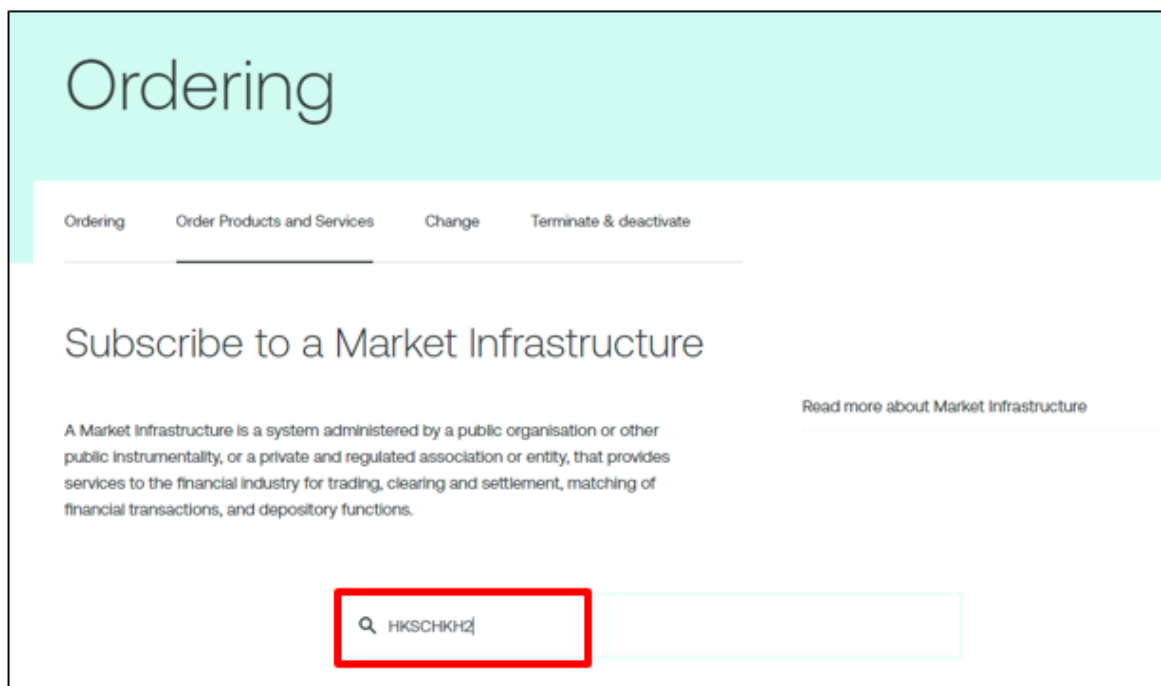 Ordering
Ordering Order Products and Services Change Terminate & deactivate
Subscribe to a Market Infrastructure
Read more about Market Infrastructure
A Market Infrastructure is a system administered by a public organisation or other
public instrumentality, or a private and regulated association or entity, that provides
services to the financial industry for trading, clearing and settlement, matching of
financial transactions, and depository functions.
HKSCHKH2